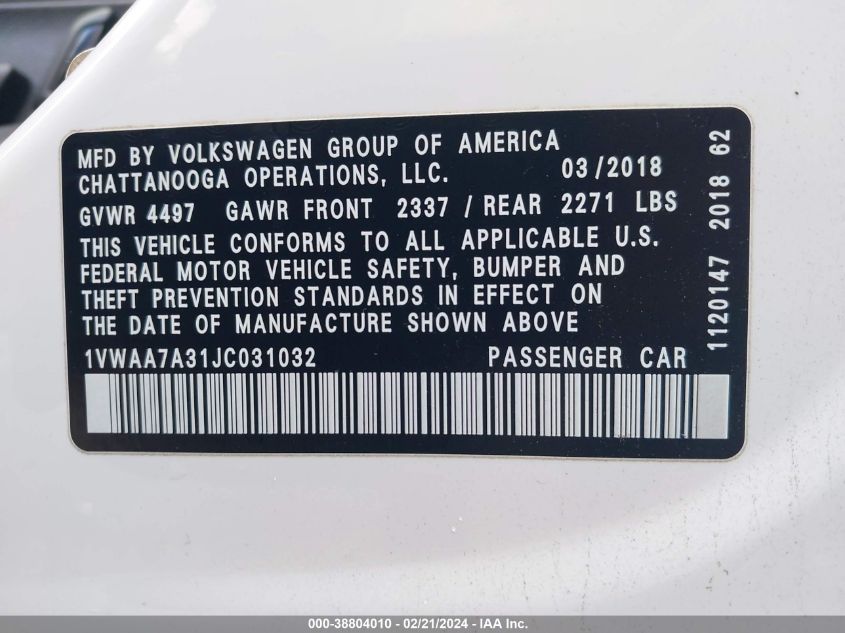 MFD BY VOLKSWAGEN GROUP OF AMERICA
CHATTANOOGA OPERATIONS, LLC. 03/2018
GVWR 4497 GAWR FRONT 2337 / REAR 2271 LBS
THIS VEHICLE CONFORMS TO ALL APPLICABLE U.S.
FEDERAL MOTOR VEHICLE SAFETY, BUMPER AND
THEFT PREVENTION STANDARDS IN EFFECT ON
THE DATE OF MANUFACTURE SHOWN ABOVE
1VWAA7A31JC031032 PASSENGER CAR
1120147 2018 62
000-38804010 - 02/21/2024 - IAA Inc.